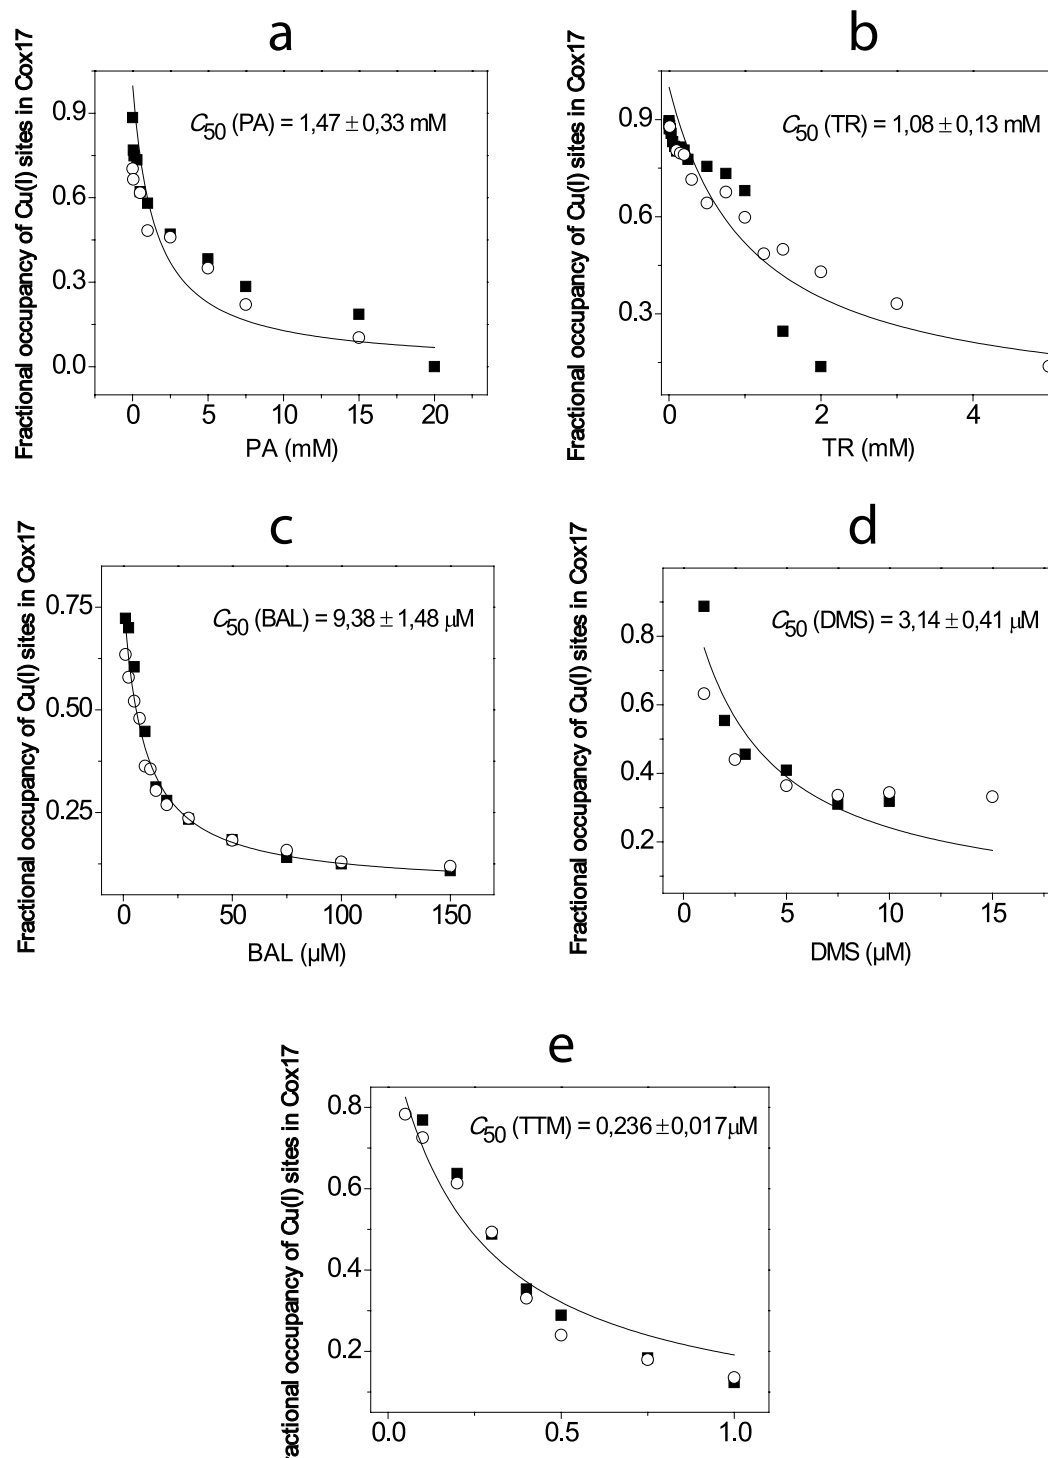 a
Fractional occupancy of Cu(I) sites in Cox17
C50 (PA) = 1,47 ± 0,33 mM
0.9
0.6
0.3
0.0
0 5 10 15 20
PA (mM)
b
Fractional occupancy of Cu(I) sites in Cox17
C50 (TR) = 1,08 ± 0,13 mM
0.9
0.6
0.3
0 2 4
TR (mM)
c
Fractional occupancy of Cu(I) sites in Cox17
C50 (BAL) = 9,38 ± 1,48 µM
0.75
0.50
0.25
0 50 100 150
BAL (µM)
d
Fractional occupancy of Cu(I) sites in Cox17
C50 (DMS) = 3,14 ± 0,41 µM
0.8
0.6
0.4
0.2
0 5 10 15
DMS (µM)
e
ractional occupancy of Cu(I) sites in Cox17
C50 (TTM) = 0,236 ± 0,017µM
0.8
0.6
0.4
0.2
0.0 0.5 1.0